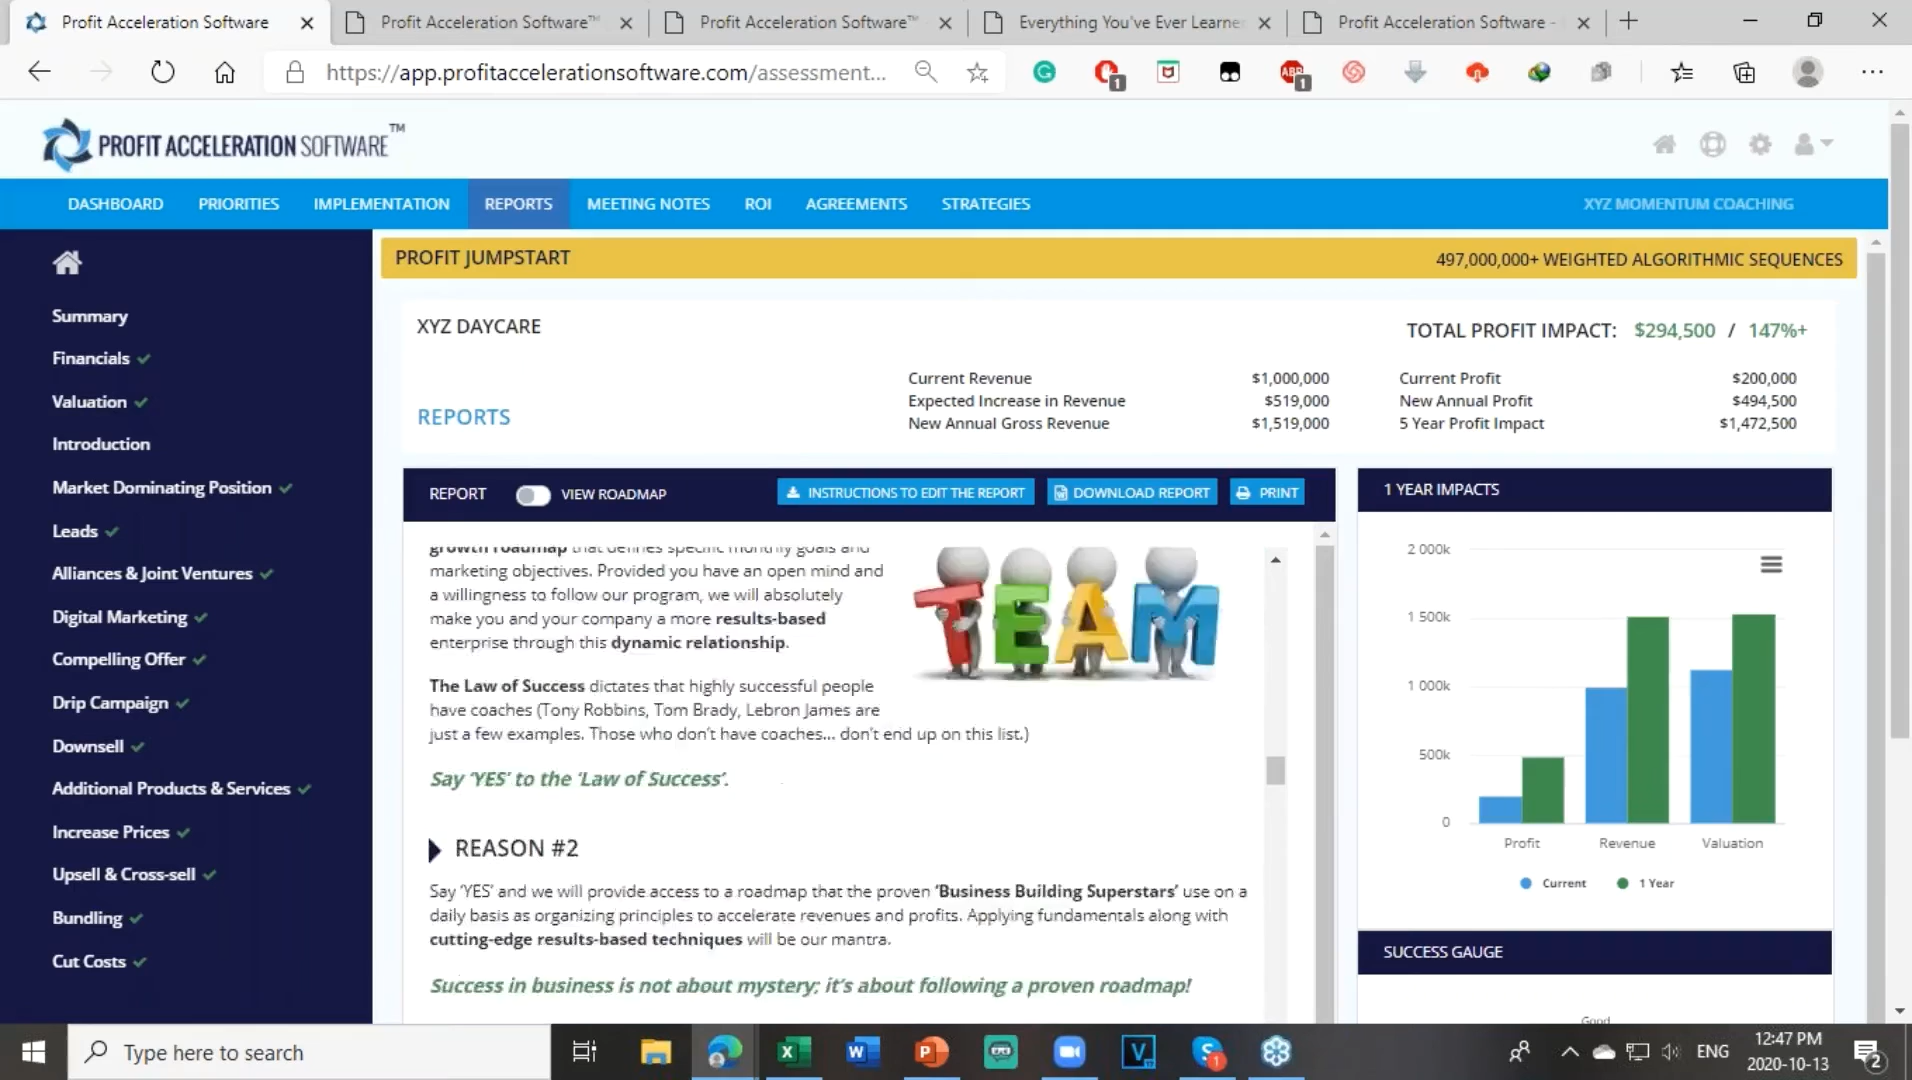 Profit Acceleration Software
Profit Acceleration Software™
Profit Acceleration Software™
Everything You've Ever Learne
Profit Acceleration Software -
https://app.profitaccelerationsoftware.com/assessment...
1
ABP
1
PROFIT ACCELERATION SOFTWARE™
DASHBOARD
PRIORITIES
IMPLEMENTATION
REPORTS
MEETING NOTES
ROI
AGREEMENTS
STRATEGIES
XYZ MOMENTUM COACHING
Summary
Financials
Valuation
Introduction
Market Dominating Position
Leads
Alliances & Joint Ventures
Digital Marketing
Compelling Offer
Drip Campaign
Downsell
Additional Products & Services
Increase Prices
Upsell & Cross-sell
Bundling
Cut Costs
PROFIT JUMPSTART
497,000,000+ WEIGHTED ALGORITHMIC SEQUENCES
XYZ DAYCARE
TOTAL PROFIT IMPACT: $294,500 / 147%+
REPORTS
Current Revenue $1,000,000
Expected Increase in Revenue $519,000
New Annual Gross Revenue $1,519,000
Current Profit $200,000
New Annual Profit $494,500
5 Year Profit Impact $1,472,500
REPORT
VIEW ROADMAP
INSTRUCTIONS TO EDIT THE REPORT
DOWNLOAD REPORT
PRINT
growth roadmap that defines specific monthly goals and
marketing objectives. Provided you have an open mind and
a willingness to follow our program, we will absolutely
make you and your company a more results-based
enterprise through this dynamic relationship.
TEAM
The Law of Success dictates that highly successful people
have coaches (Tony Robbins, Tom Brady, Lebron James are
just a few examples. Those who don't have coaches... don't end up on this list.)
Say 'YES' to the 'Law of Success'.
REASON #2
Say 'YES' and we will provide access to a roadmap that the proven 'Business Building Superstars' use on a
daily basis as organizing principles to accelerate revenues and profits. Applying fundamentals along with
cutting-edge results-based techniques will be our mantra.
Success in business is not about mystery; it's about following a proven roadmap!
1 YEAR IMPACTS
2 000k
1 500k
1 000k
500k
0
Profit
Revenue
Valuation
Current
1 Year
SUCCESS GAUGE
Good
Type here to search
1
ENG
12:47 PM
2020-10-13
2